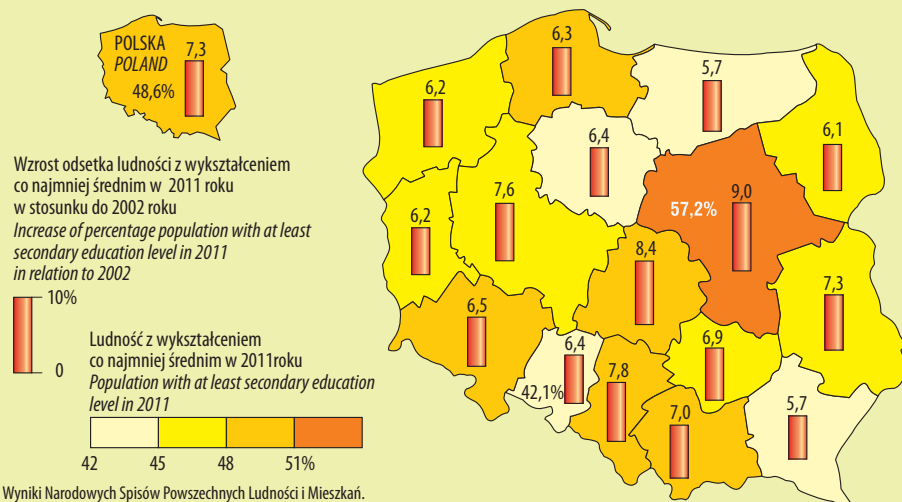 POLSKA
POLAND
7,3
48,6%
Wzrost odsetka ludności z wykształceniem
co najmniej średnim w 2011 roku
w stosunku do 2002 roku
Increase of percentage population with at least
secondary education level in 2011
in relation to 2002
10%
0
Ludność z wykształceniem
co najmniej średnim w 2011roku
Population with at least secondary education
level in 2011
42 45 48 51%
6,3
5,7
6,2
6,4
6,1
7,6
57,2%
9,0
6,2
8,4
7,3
6,5
6,4
6,9
42,1%
7,8
7,0
5,7
Wyniki Narodowych Spisów Powszechnych Ludności i Mieszkań.